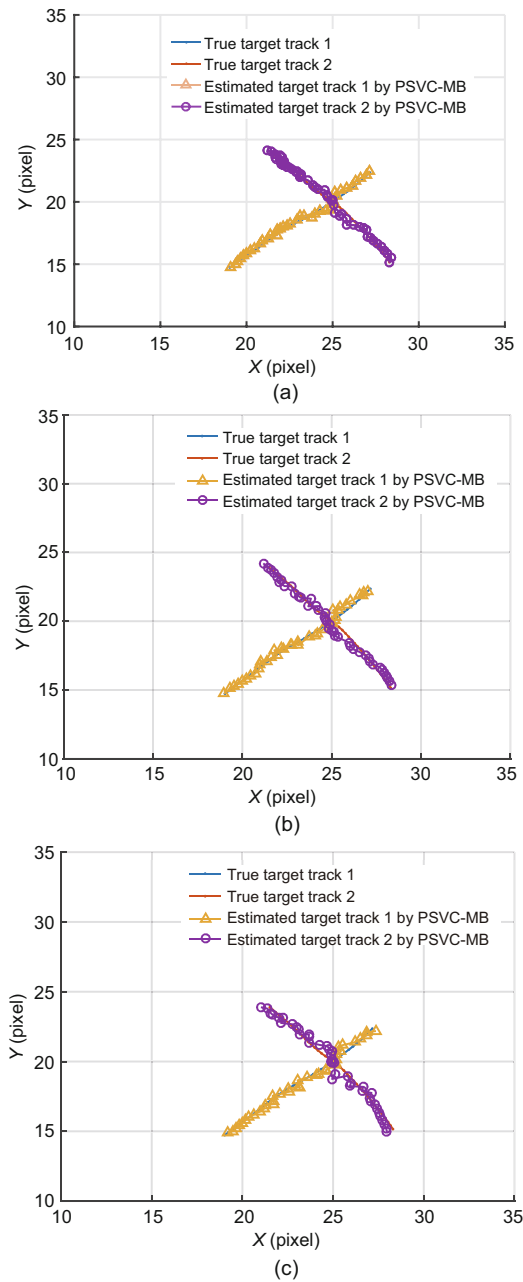 35
True target track 1
True target track 2
Estimated target track 1 by PSVC-MB
Estimated target track 2 by PSVC-MB
30
25
Y (pixel)
20
15
10
10 15 20 25 30 35
X (pixel)
(a)
35
True target track 1
True target track 2
Estimated target track 1 by PSVC-MB
Estimated target track 2 by PSVC-MB
30
25
Y (pixel)
20
15
10
10 15 20 25 30 35
X (pixel)
(b)
35
True target track 1
True target track 2
Estimated target track 1 by PSVC-MB
Estimated target track 2 by PSVC-MB
30
25
Y (pixel)
20
15
10
10 15 20 25 30 35
X (pixel)
(c)